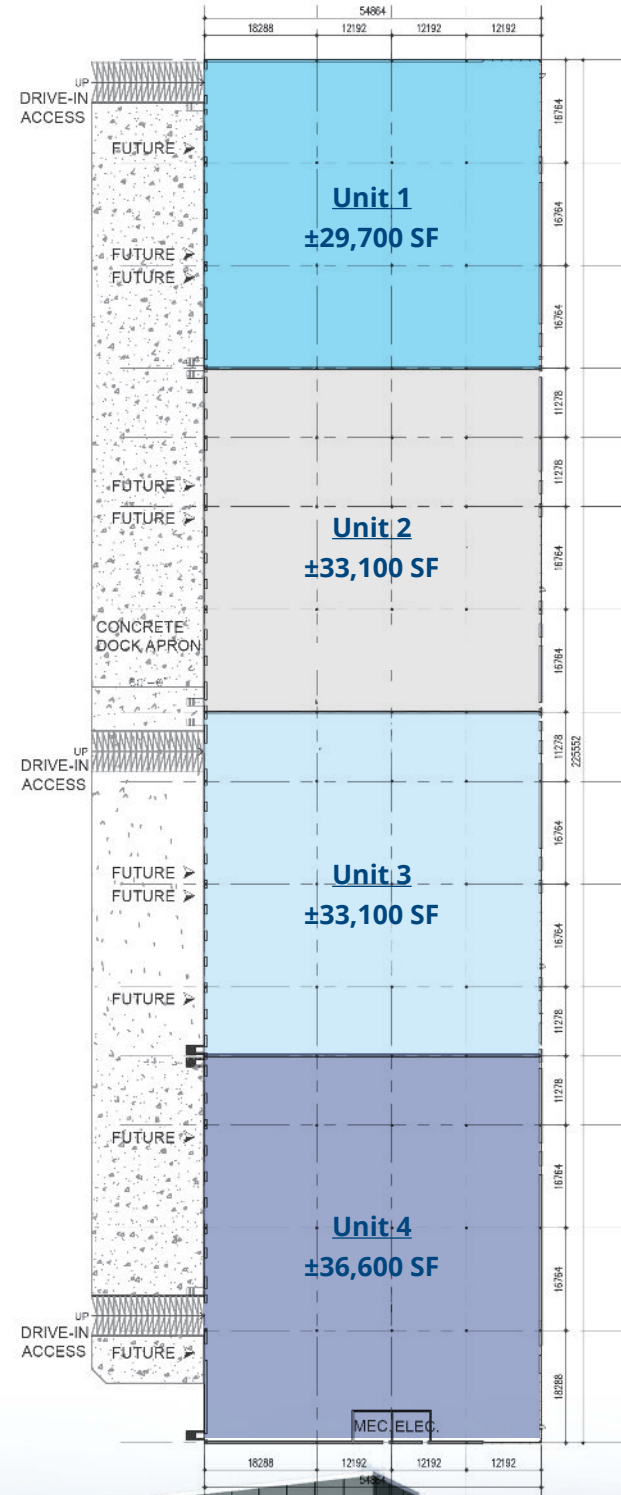 54864
18288 12192 12192 12192
UP
DRIVE-IN
ACCESS
16764
FUTURE
Unit 1
±29,700 SF
16764
FUTURE
FUTURE
16764
11278
11278
FUTURE
FUTURE
Unit 2
±33,100 SF
16764
CONCRETE
DOCK APRON
16764
UP
DRIVE-IN
ACCESS
11278
225552
16764
FUTURE
FUTURE
Unit 3
±33,100 SF
16764
FUTURE
11278
11278
FUTURE
16764
Unit 4
±36,600 SF
16764
UP
DRIVE-IN
ACCESS
FUTURE
18288
MEC. ELEC.
18288 12192 12192 12192
54864